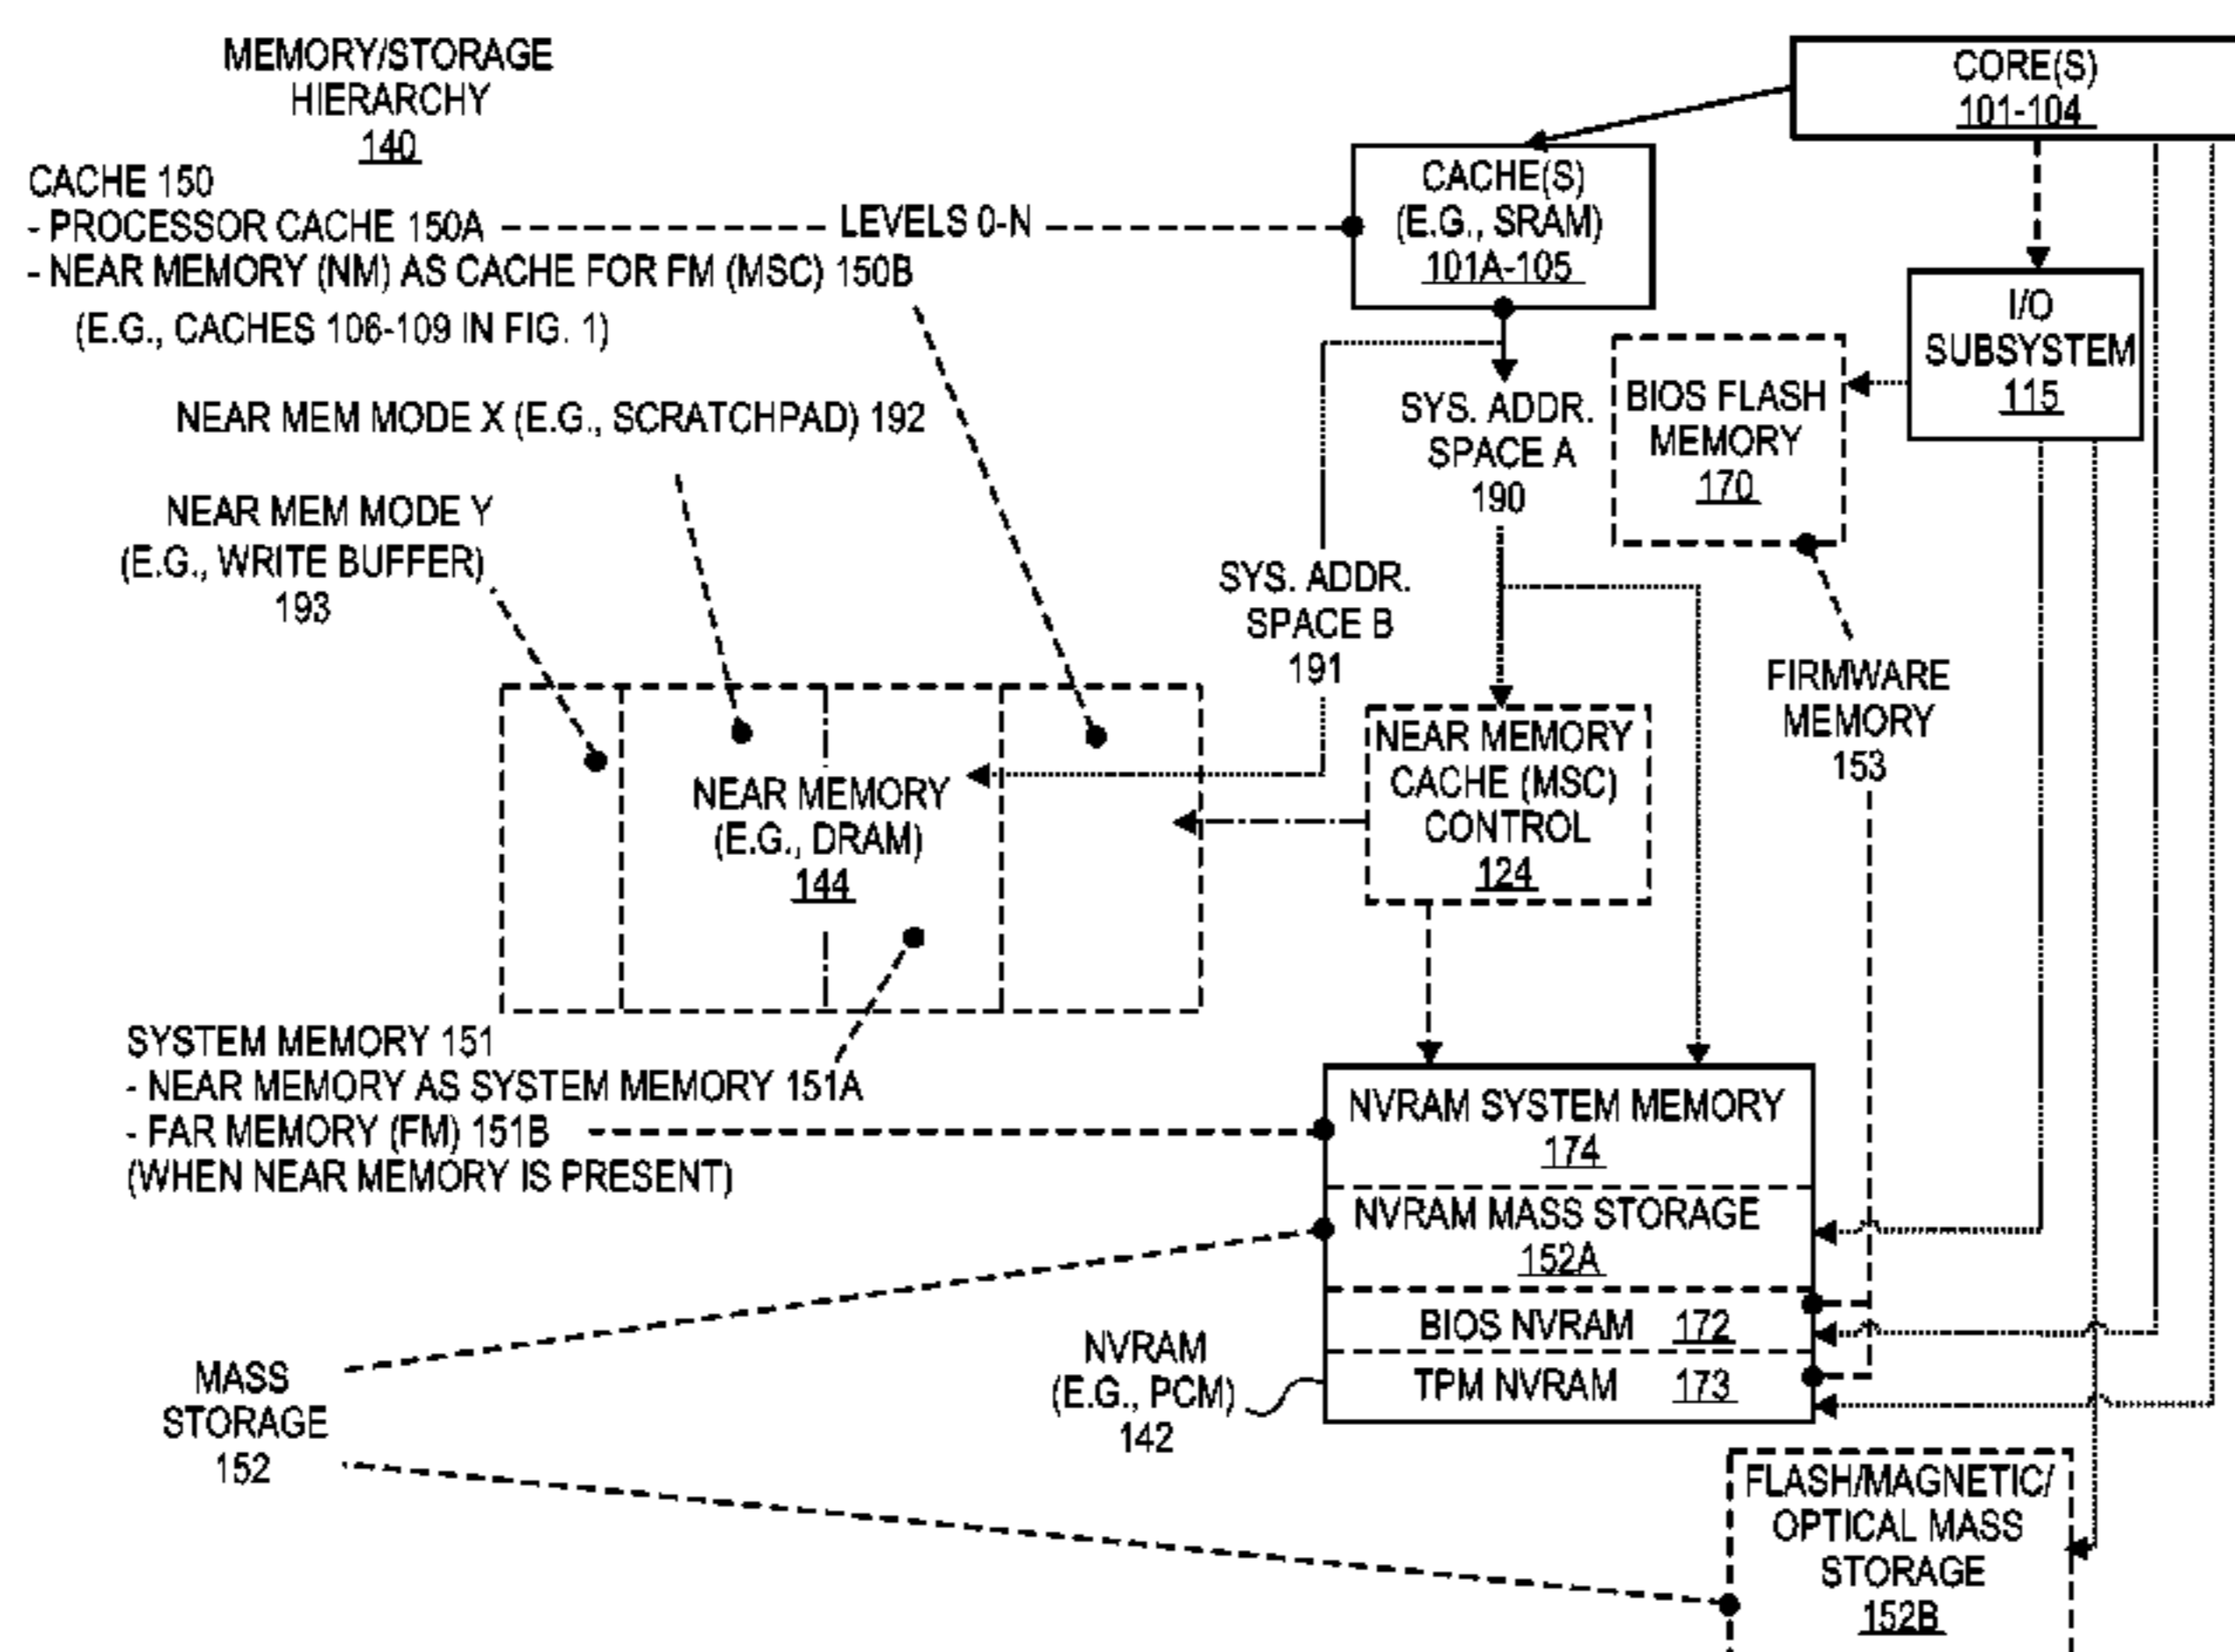 MEMORY/STORAGE
HIERARCHY
140
CACHE 150
- PROCESSOR CACHE 150A
LEVELS 0-N
- NEAR MEMORY (NM) AS CACHE FOR FM (MSC) 150B
(E.G., CACHES 106-109 IN FIG. 1)
NEAR MEM MODE X (E.G., SCRATCHPAD) 192
NEAR MEM MODE Y
(E.G., WRITE BUFFER)
193
CORE(S)
101-104
CACHE(S)
(E.G., SRAM)
101A-105
I/O
SUBSYSTEM
115
BIOS FLASH
MEMORY
170
SYS. ADDR.
SPACE A
190
SYS. ADDR.
SPACE B
191
FIRMWARE
MEMORY
153
NEAR MEMORY
CACHE (MSC)
CONTROL
124
NEAR MEMORY
(E.G., DRAM)
144
SYSTEM MEMORY 151
- NEAR MEMORY AS SYSTEM MEMORY 151A
- FAR MEMORY (FM) 151B
(WHEN NEAR MEMORY IS PRESENT)
NVRAM SYSTEM MEMORY
174
NVRAM MASS STORAGE
152A
BIOS NVRAM 172
TPM NVRAM 173
NVRAM
(E.G., PCM)
142
MASS
STORAGE
152
FLASH/MAGNETIC/
OPTICAL MASS
STORAGE
152B